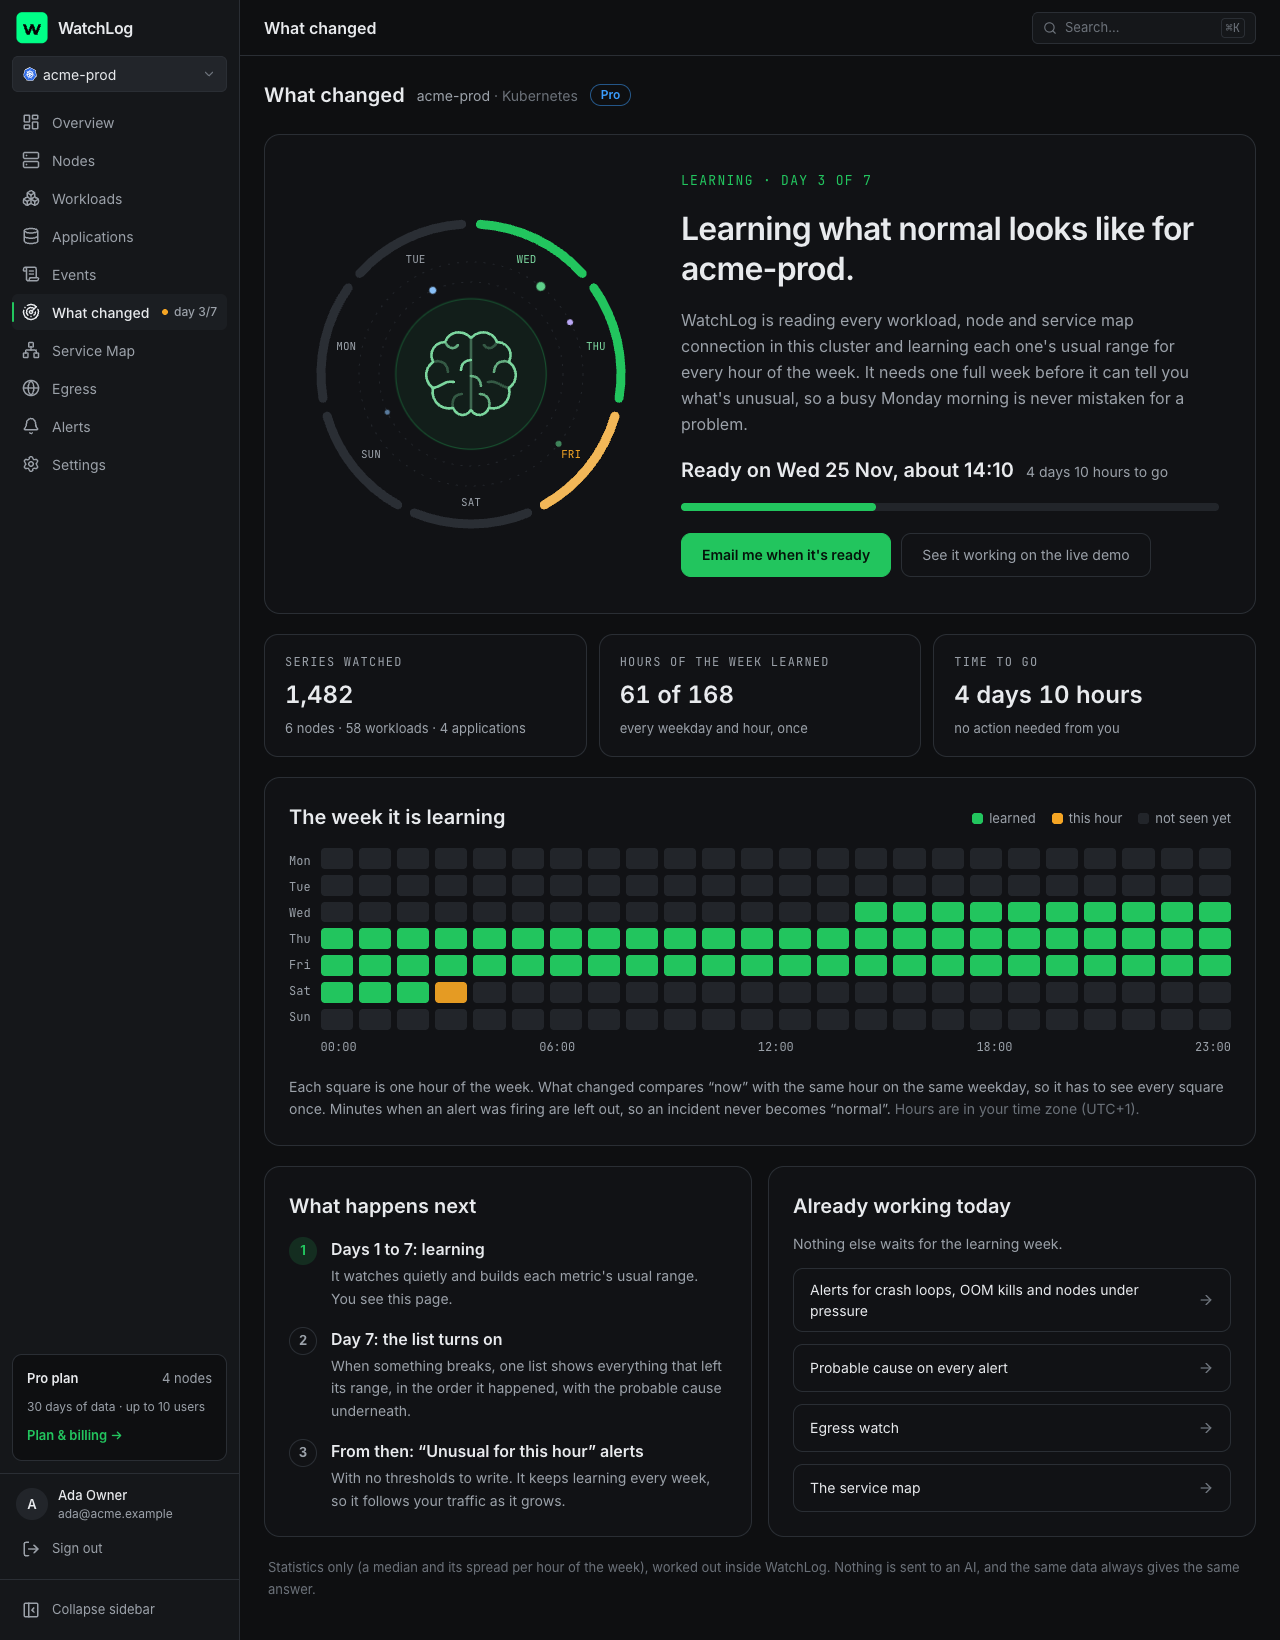 WatchLog
acme-prod
Overview
Nodes
Workloads
Applications
Events
What changed
day 3/7
Service Map
Egress
Alerts
Settings
Pro plan
4 nodes
30 days of data · up to 10 users
Plan & billing →
A
Ada Owner
ada@acme.example
Sign out
Collapse sidebar
What changed
Search...
⌘K
What changed
acme-prod · Kubernetes
Pro
TUE
WED
MON
THU
SUN
FRI
SAT
LEARNING · DAY 3 OF 7
Learning what normal looks like for
acme-prod.
WatchLog is reading every workload, node and service map
connection in this cluster and learning each one's usual range for
every hour of the week. It needs one full week before it can tell you
what's unusual, so a busy Monday morning is never mistaken for a
problem.
Ready on Wed 25 Nov, about 14:10
4 days 10 hours to go
Email me when it's ready
See it working on the live demo
SERIES WATCHED
1,482
6 nodes · 58 workloads · 4 applications
HOURS OF THE WEEK LEARNED
61 of 168
every weekday and hour, once
TIME TO GO
4 days 10 hours
no action needed from you
The week it is learning
learned
this hour
not seen yet
Mon
Tue
Wed
Thu
Fri
Sat
Sun
00:00
06:00
12:00
18:00
23:00
Each square is one hour of the week. What changed compares “now” with the same hour on the same weekday, so it has to see every square
once. Minutes when an alert was firing are left out, so an incident never becomes “normal”. Hours are in your time zone (UTC+1).
What happens next
1
Days 1 to 7: learning
It watches quietly and builds each metric's usual range.
You see this page.
2
Day 7: the list turns on
When something breaks, one list shows everything that left
its range, in the order it happened, with the probable cause
underneath.
3
From then: “Unusual for this hour” alerts
With no thresholds to write. It keeps learning every week,
so it follows your traffic as it grows.
Already working today
Nothing else waits for the learning week.
Alerts for crash loops, OOM kills and nodes under
pressure
Probable cause on every alert
Egress watch
The service map
Statistics only (a median and its spread per hour of the week), worked out inside WatchLog. Nothing is sent to an AI, and the same data always gives the same
answer.